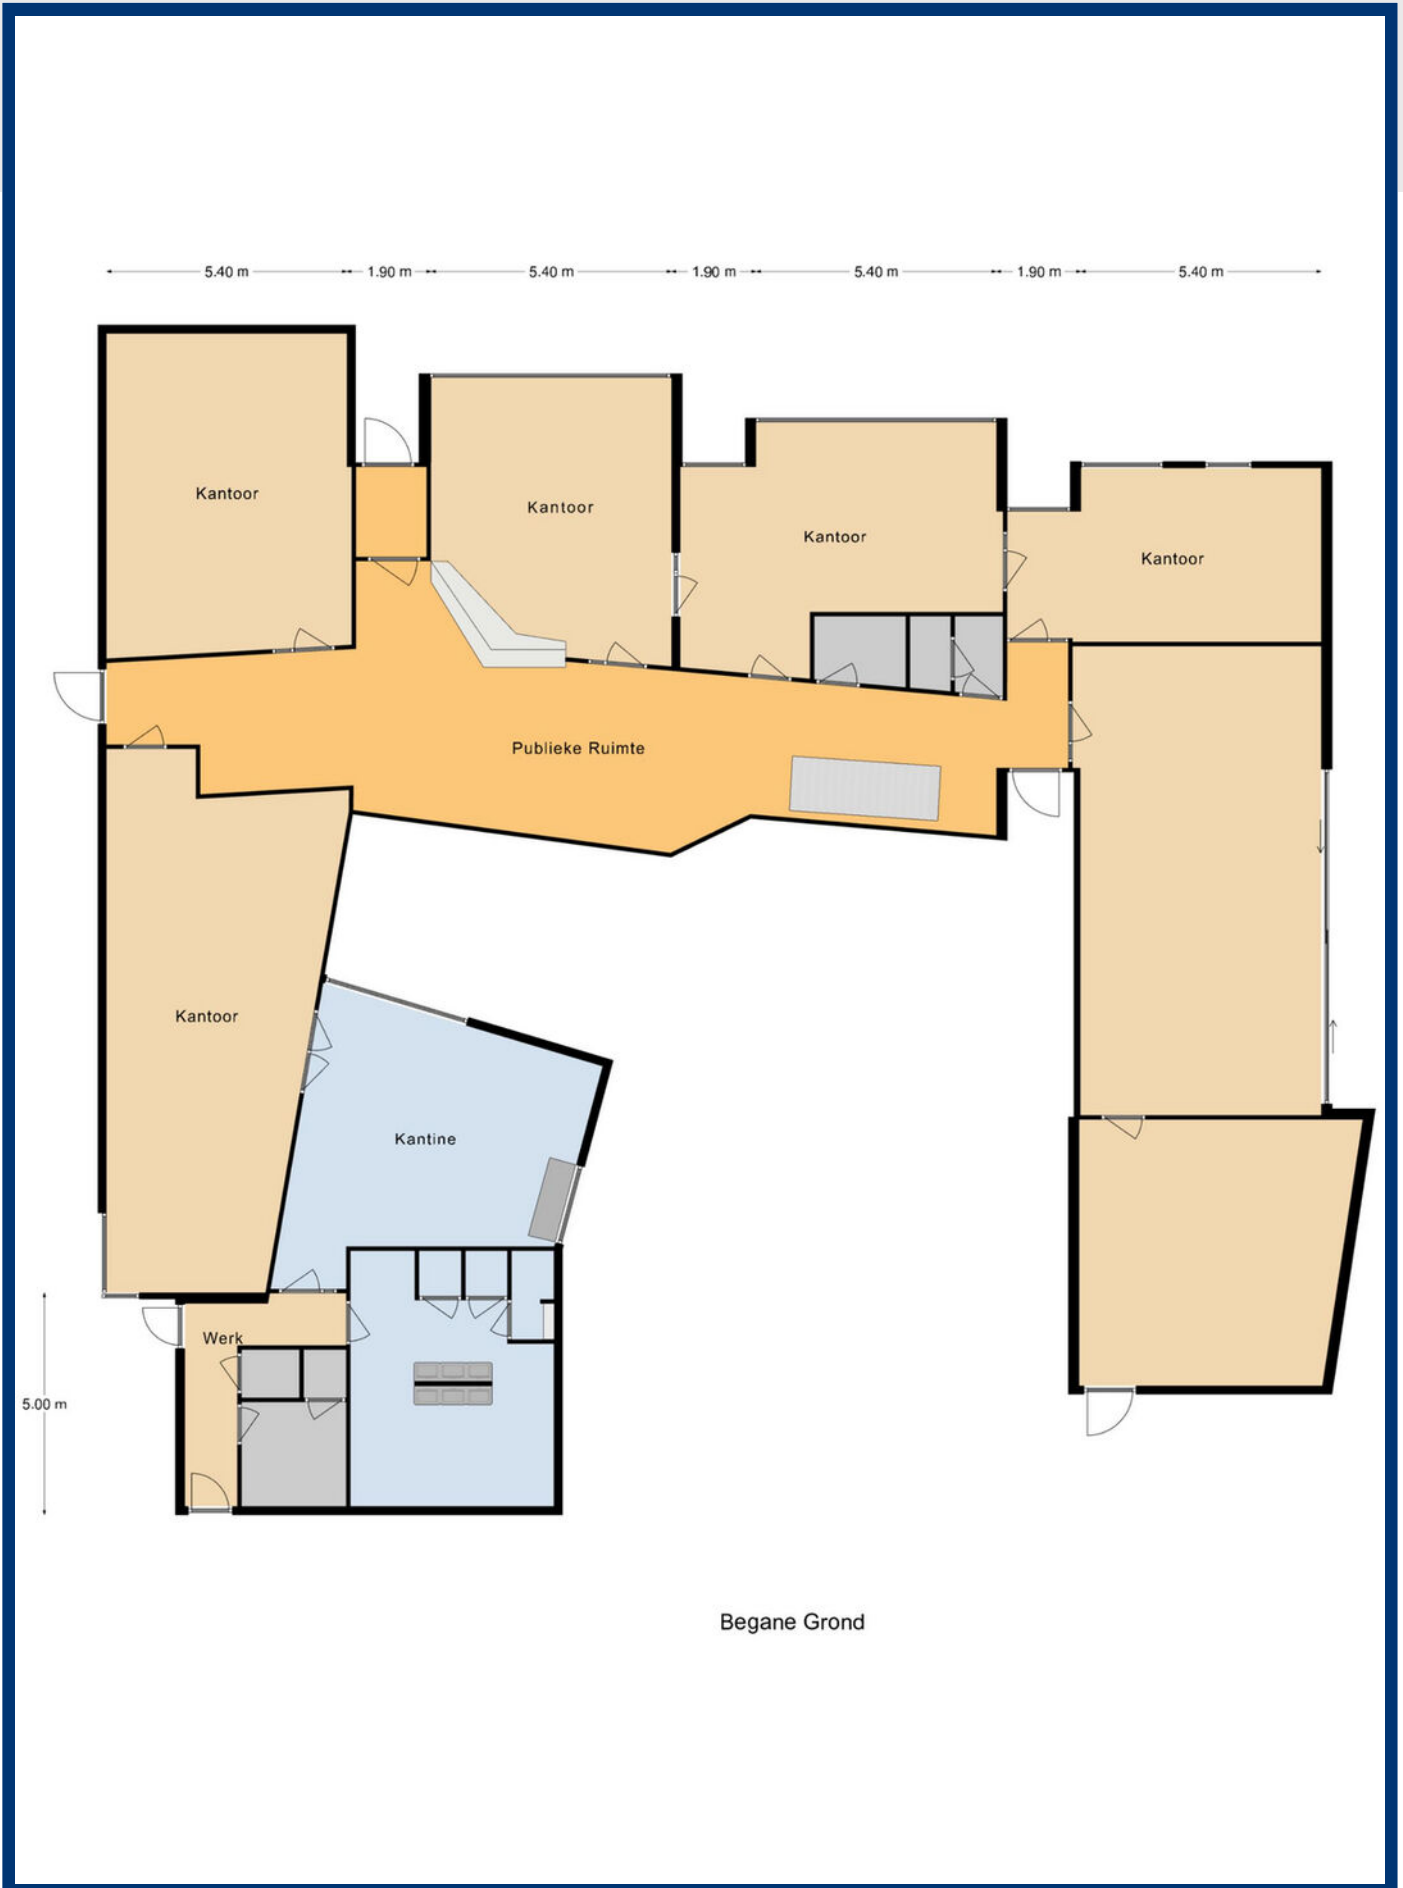 5.40 m 1.90 m 5.40 m 1.90 m 5.40 m 1.90 m 5.40 m
Kantoor
Kantoor
Kantoor
Kantoor
Publieke Ruimte
Kantoor
Kantine
Werk
5.00 m
Begane Grond